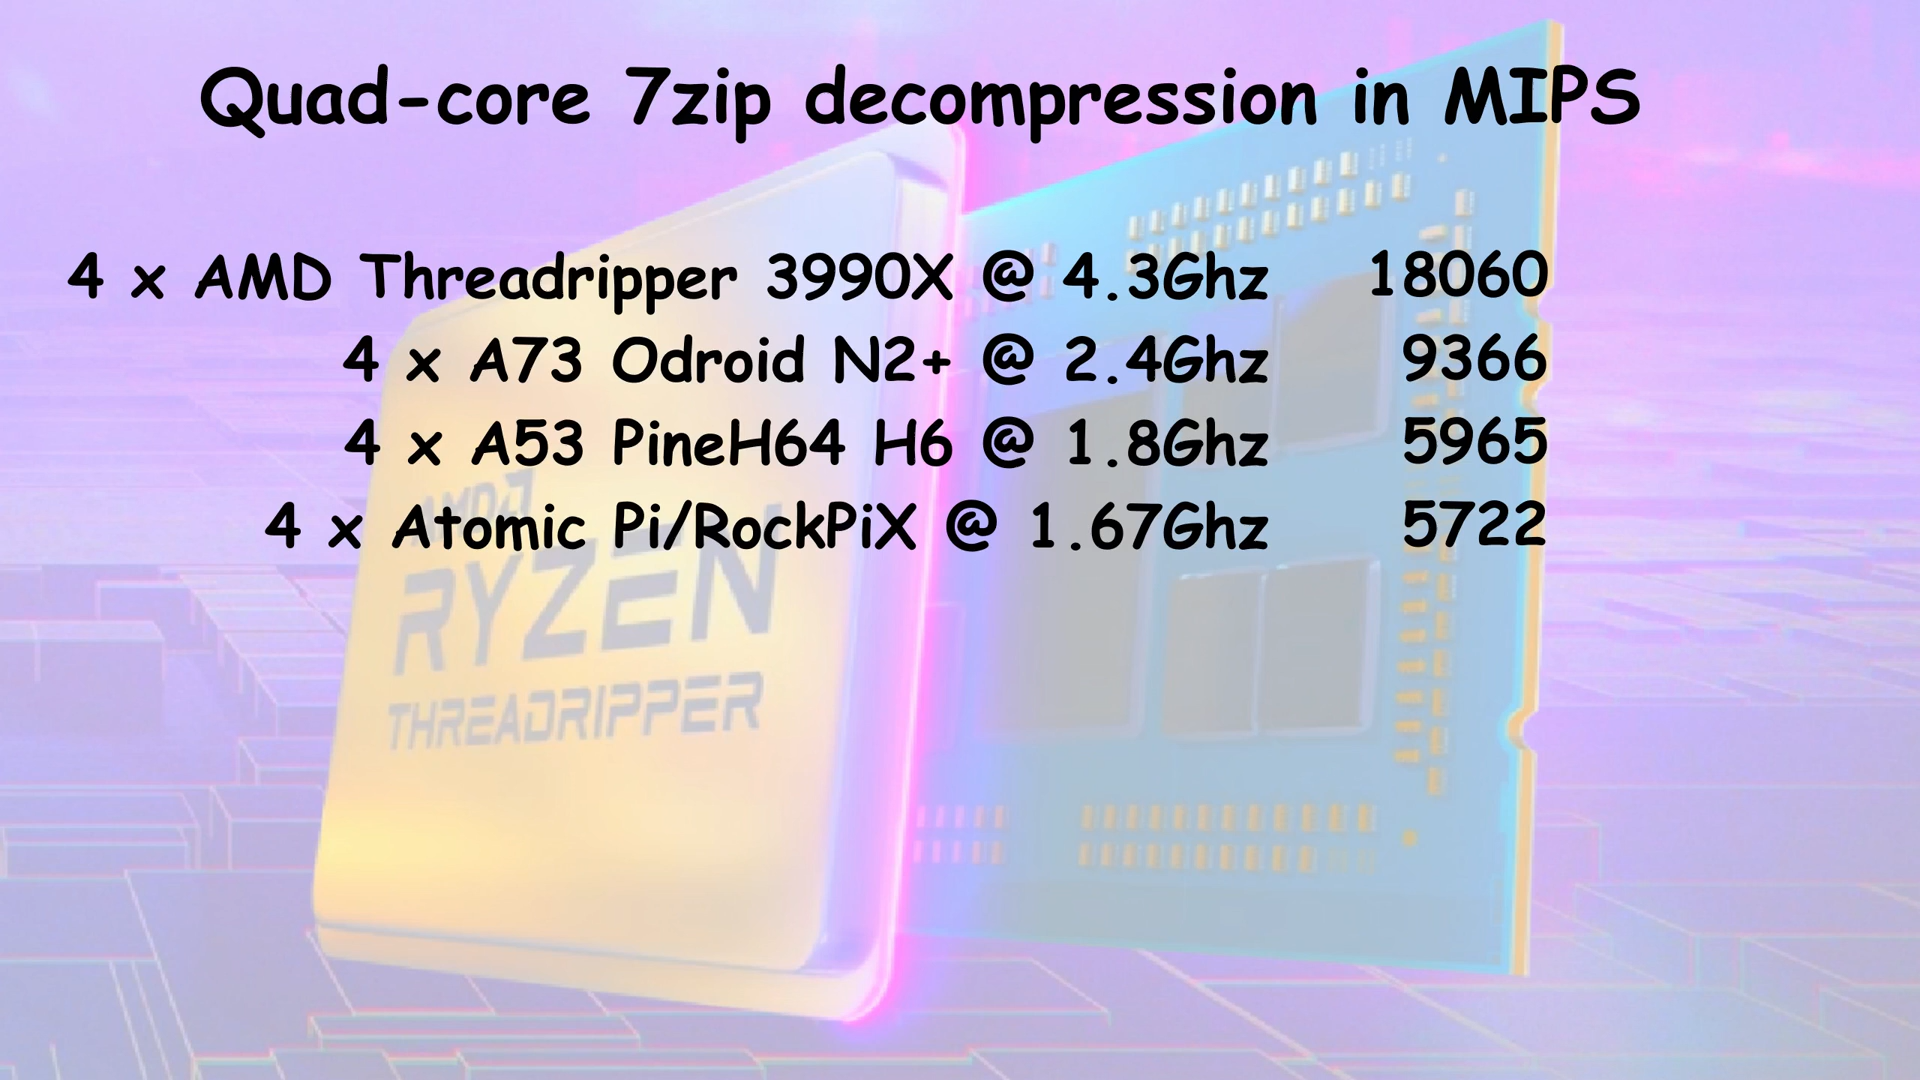 Quad-core 7zip decompression in MIPS
4 x AMD Threadripper 3990X @ 4.3Ghz 18060
4 x A73 Odroid N2+ @ 2.4Ghz 9366
4 x A53 PineH64 H6 @ 1.8Ghz 5965
4 x Atomic Pi/RockPiX @ 1.67Ghz 5722
AMD
RYZEN
THREADRIPPER